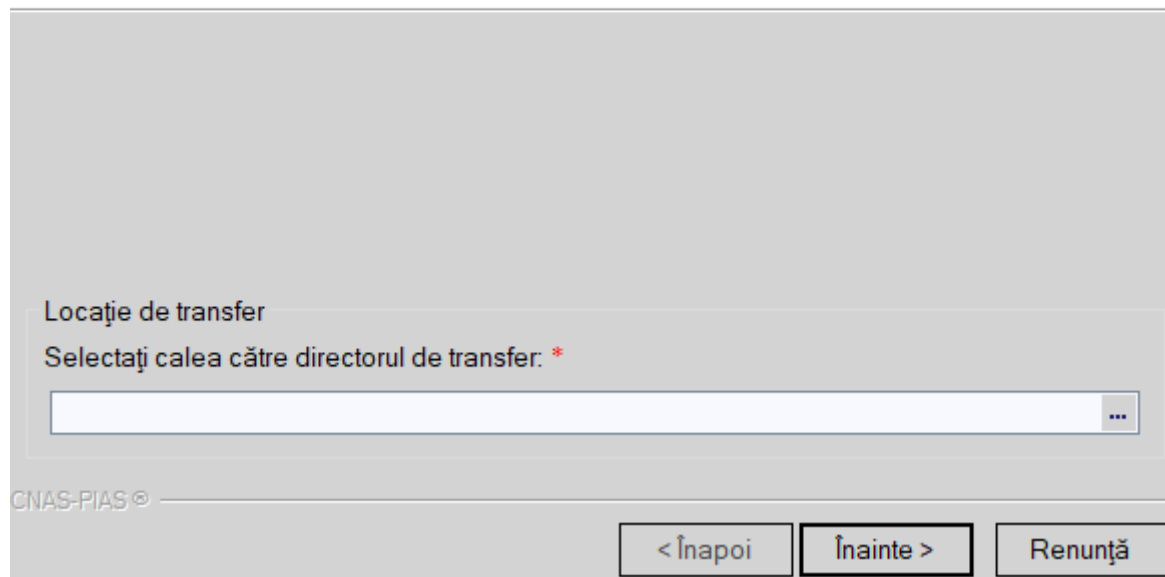 Locaţie de transfer
Selectaţi calea către directorul de transfer: *
...
CNAS-PIAS ®
< Înapoi Înainte > Renunţă